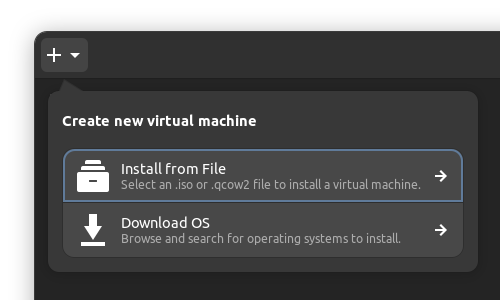 Create new virtual machine
Install from File
Select an .iso or .qcow2 file to install a virtual machine.
Download OS
Browse and search for operating systems to install.